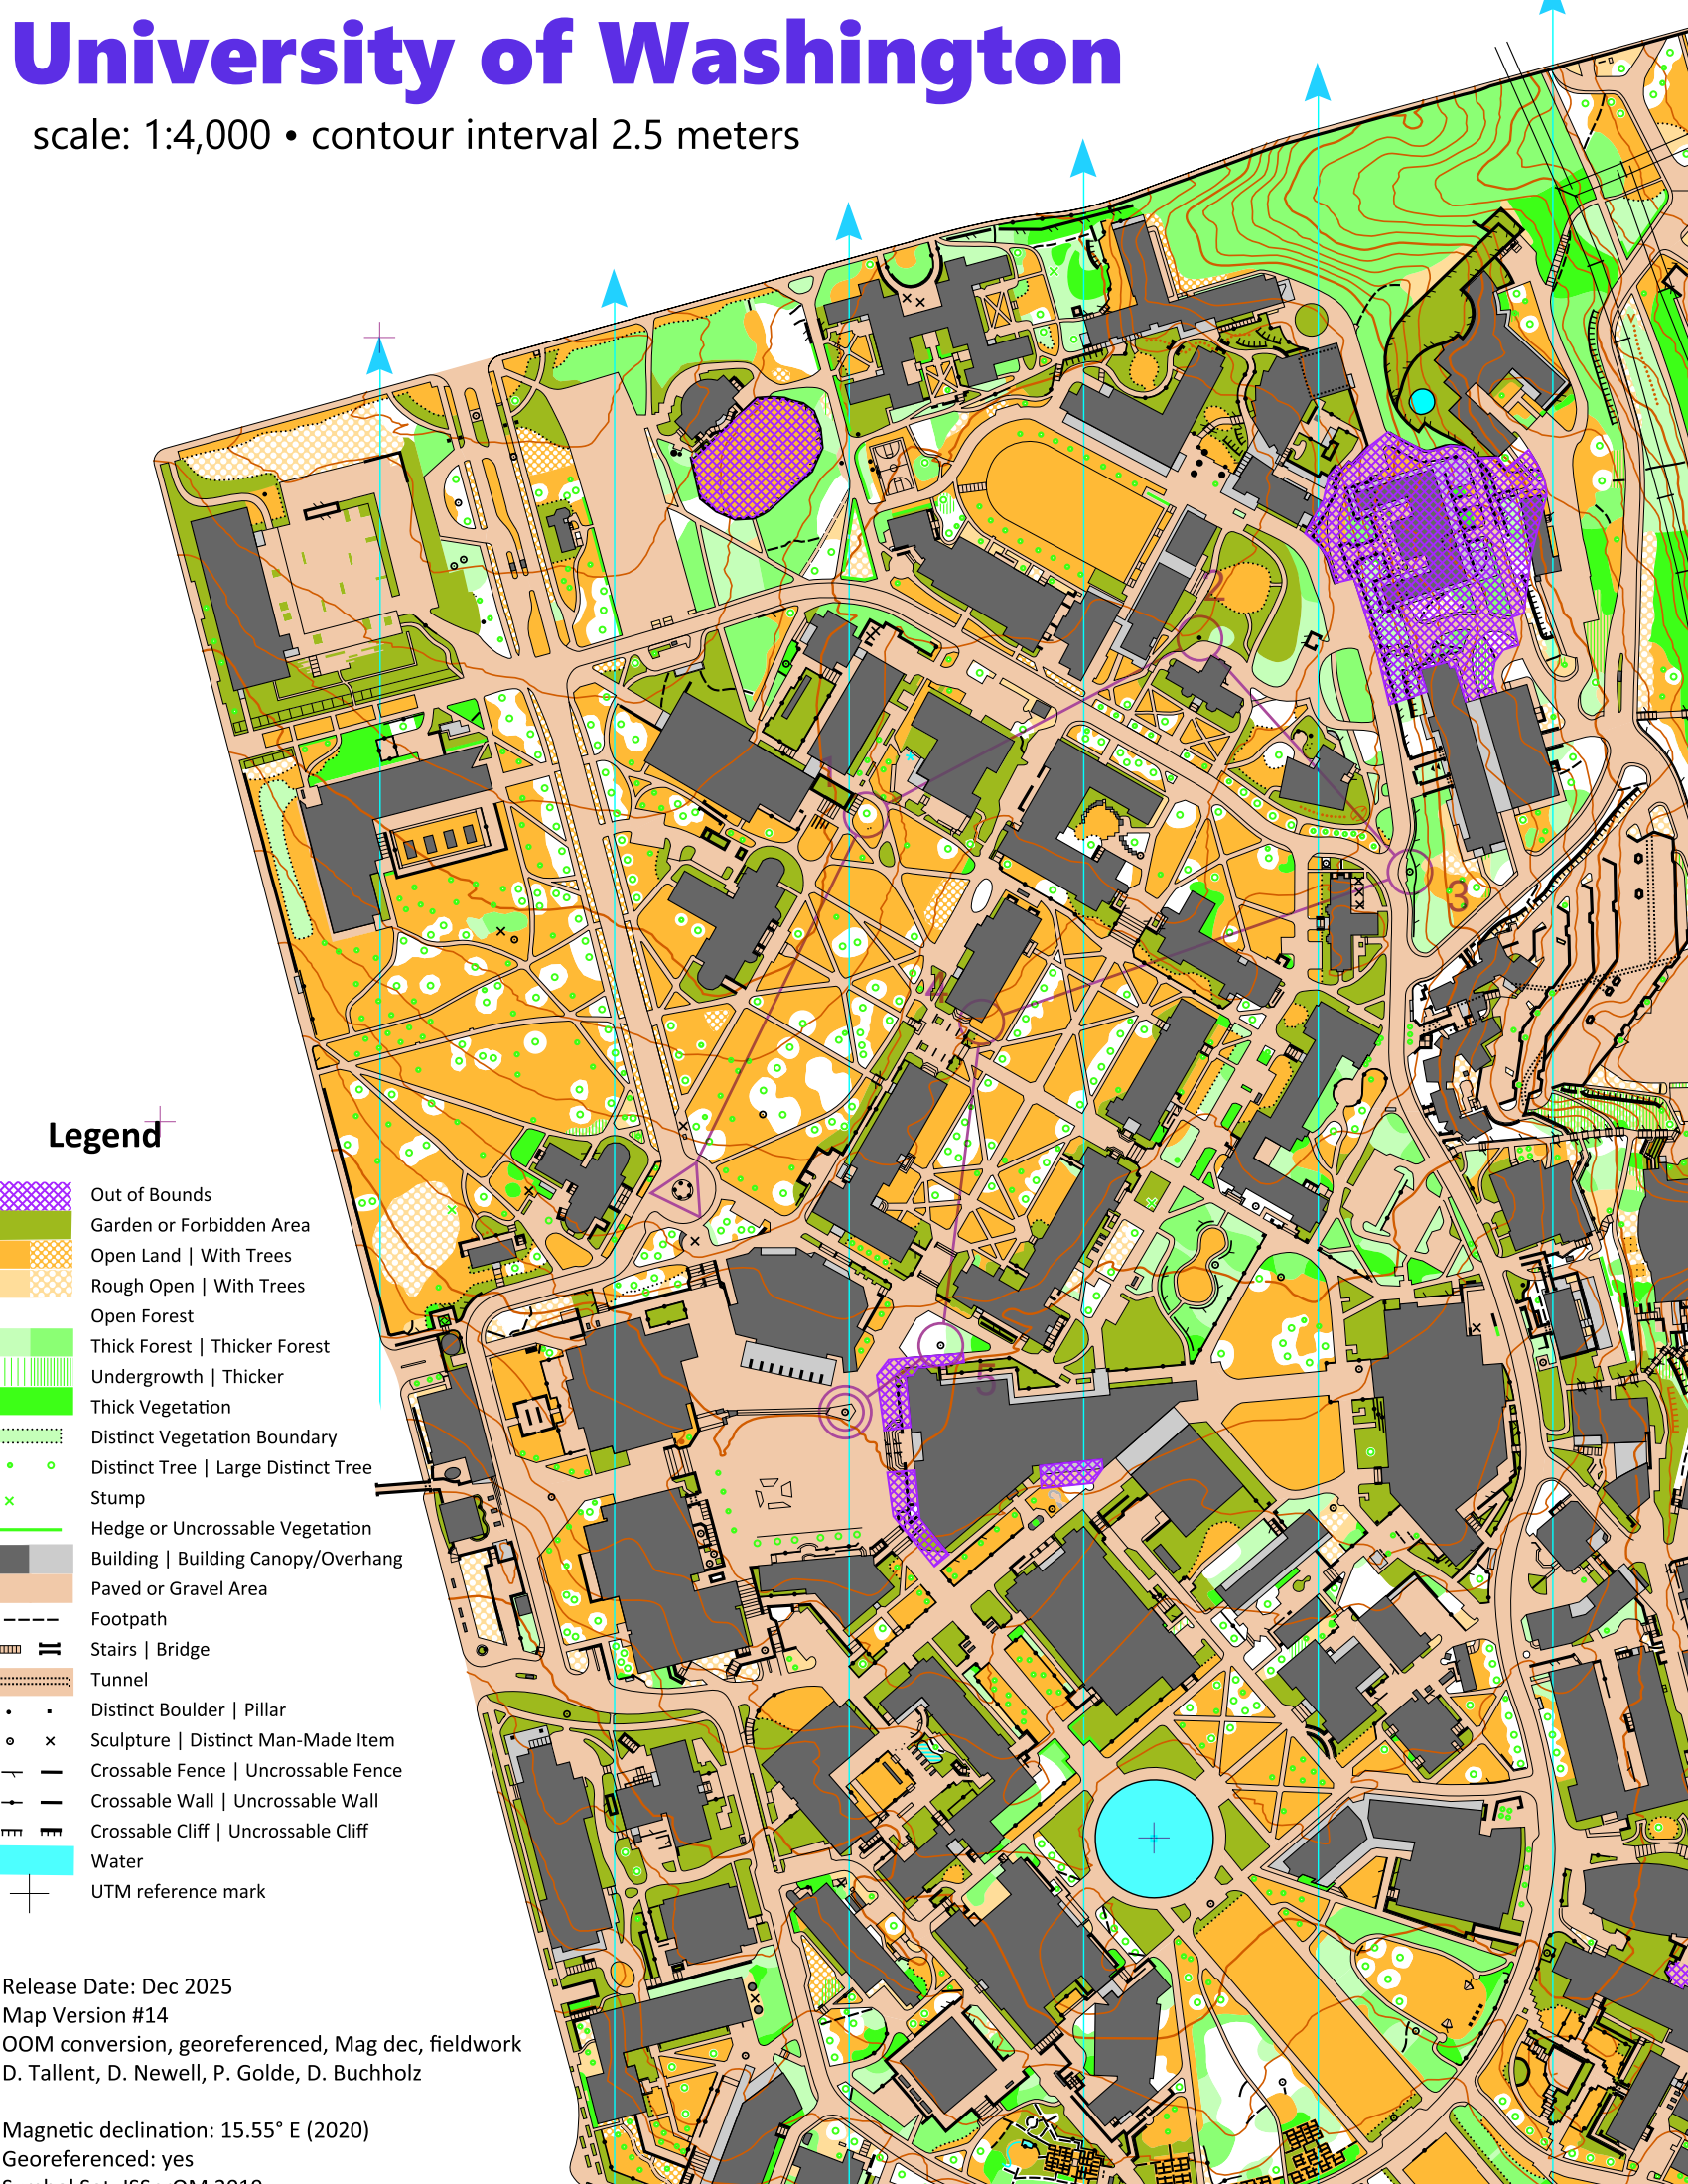 University of Washington
scale: 1:4,000 • contour interval 2.5 meters
2
1
3
4
5
Legend
Out of Bounds
Garden or Forbidden Area
Open Land | With Trees
Rough Open | With Trees
Open Forest
Thick Forest | Thicker Forest
Undergrowth | Thicker
Thick Vegetation
Distinct Vegetation Boundary
Distinct Tree | Large Distinct Tree
Stump
Hedge or Uncrossable Vegetation
Building | Building Canopy/Overhang
Paved or Gravel Area
Footpath
Stairs | Bridge
Tunnel
Distinct Boulder | Pillar
Sculpture | Distinct Man-Made Item
Crossable Fence | Uncrossable Fence
Crossable Wall | Uncrossable Wall
Crossable Cliff | Uncrossable Cliff
Water
UTM reference mark
Release Date: Dec 2025
Map Version #14
OOM conversion, georeferenced, Mag dec, fieldwork
D. Tallent, D. Newell, P. Golde, D. Buchholz
Magnetic declination: 15.55° E (2020)
Georeferenced: yes